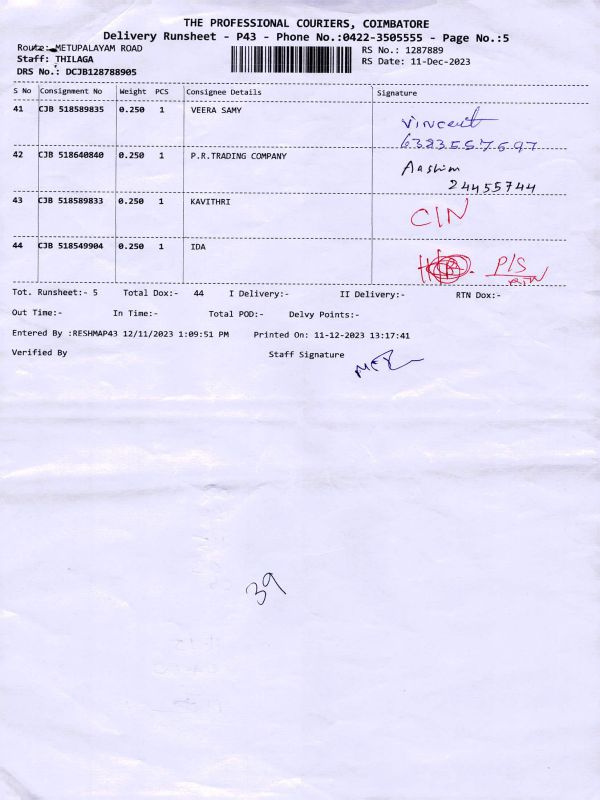 THE PROFESSIONAL COURIERS, COIMBATORE
Delivery Runsheet - P43 - Phone No.:0422-3505555 - Page No.:5
Route:- METUPALAYAM ROAD
RS No.: 1287889
Staff: THILAGA
RS Date: 11-Dec-2023
DRS No.: DCJB128788905
S No Consignment No Weight PCS Consignee Details Signature
41 CJB 518589835 0.250 1 VEERA SAMY
Vincent
6383557697
42 CJB 518640840 0.250 1 P.R.TRADING COMPANY
Aashim
24455744
43 CJB 518589833 0.250 1 KAVITHRI
C/N
44 CJB 518549904 0.250 1 IDA
P/S
RTN
Tot. Runsheet:- 5 Total Dox:- 44 I Delivery:- II Delivery:- RTN Dox:-
Out Time:- In Time:- Total POD:- Delvy Points:-
Entered By :RESHMAP43 12/11/2023 1:09:51 PM Printed On: 11-12-2023 13:17:41
Verified By Staff Signature
39